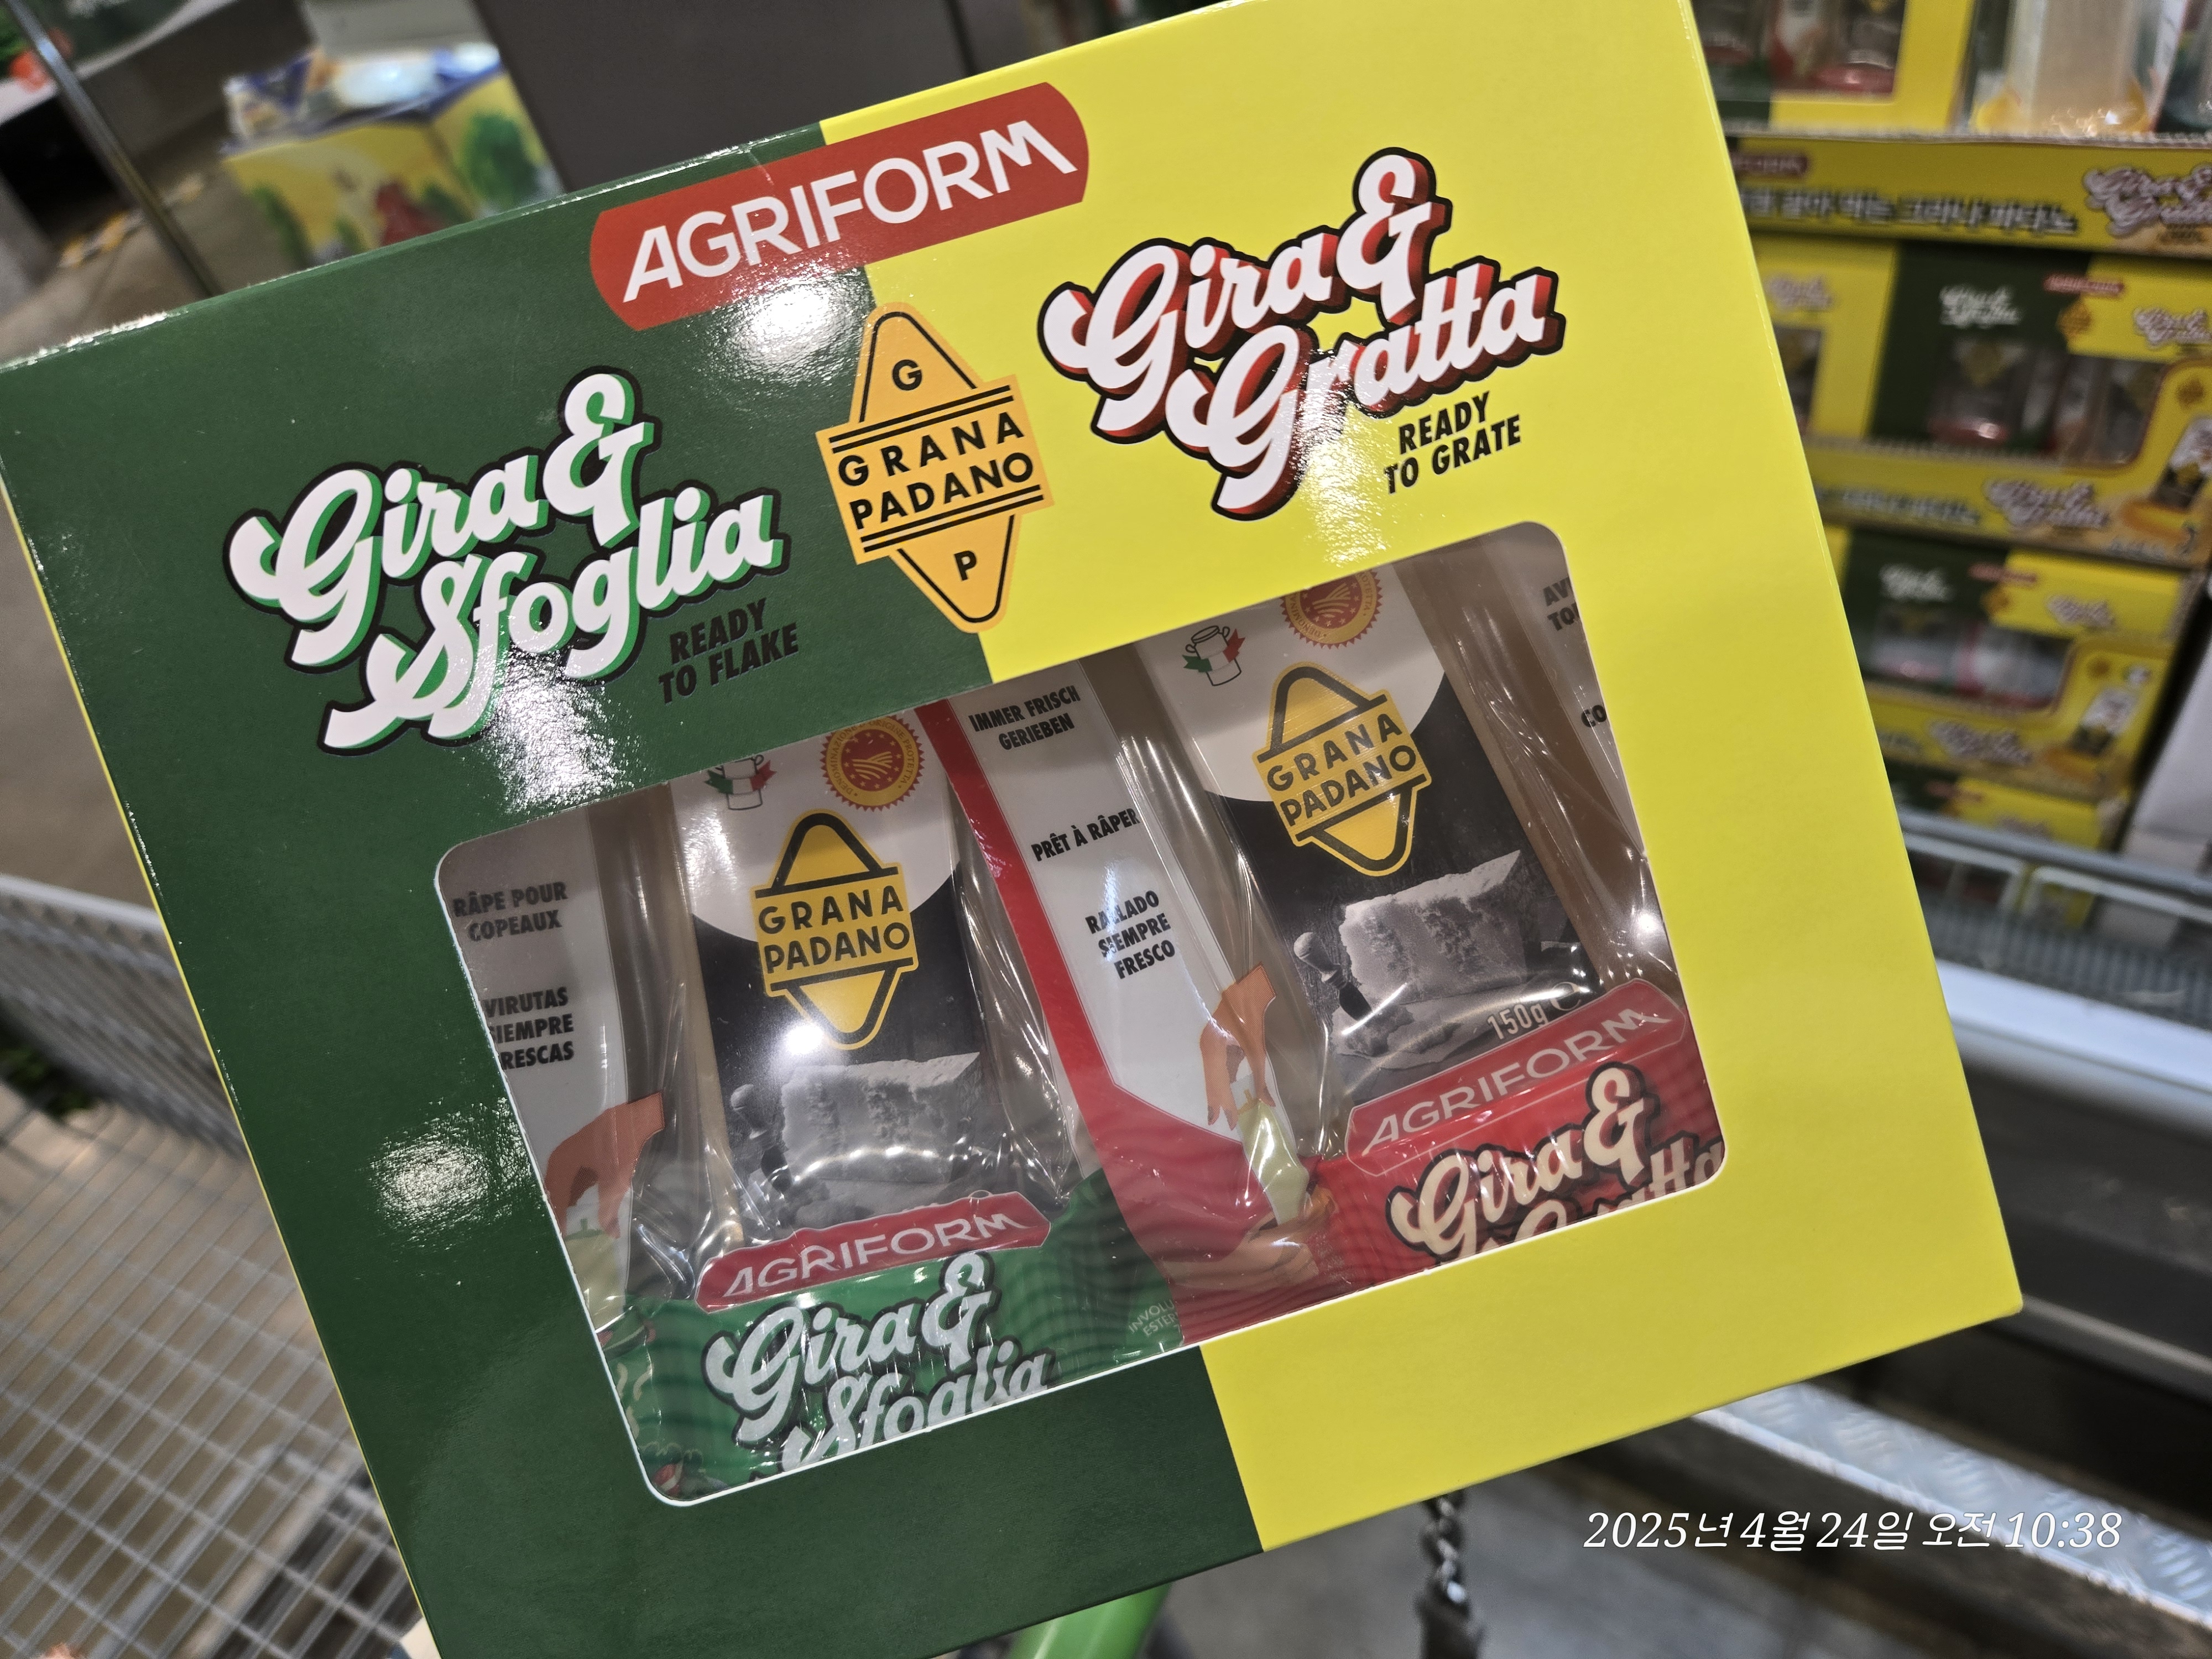 AGRIFORM
Gira &
Sfoglia
READY
TO FLAKE
G
GRANA
PADANO
P
Gira &
Gratta
READY
TO GRATE
RÂPE POUR
COPEAUX
VIRUTAS
SIEMPRE
FRESCAS
GRANA
PADANO
AGRIFORM
Gira &
Sfoglia
IMMER FRISCH
GERIEBEN
PRÊT À RÂPER
RALLADO
SIEMPRE
FRESCO
GRANA
PADANO
150g e
AGRIFORM
Gira &
Gratta
2025년 4월 24일 오전 10:38